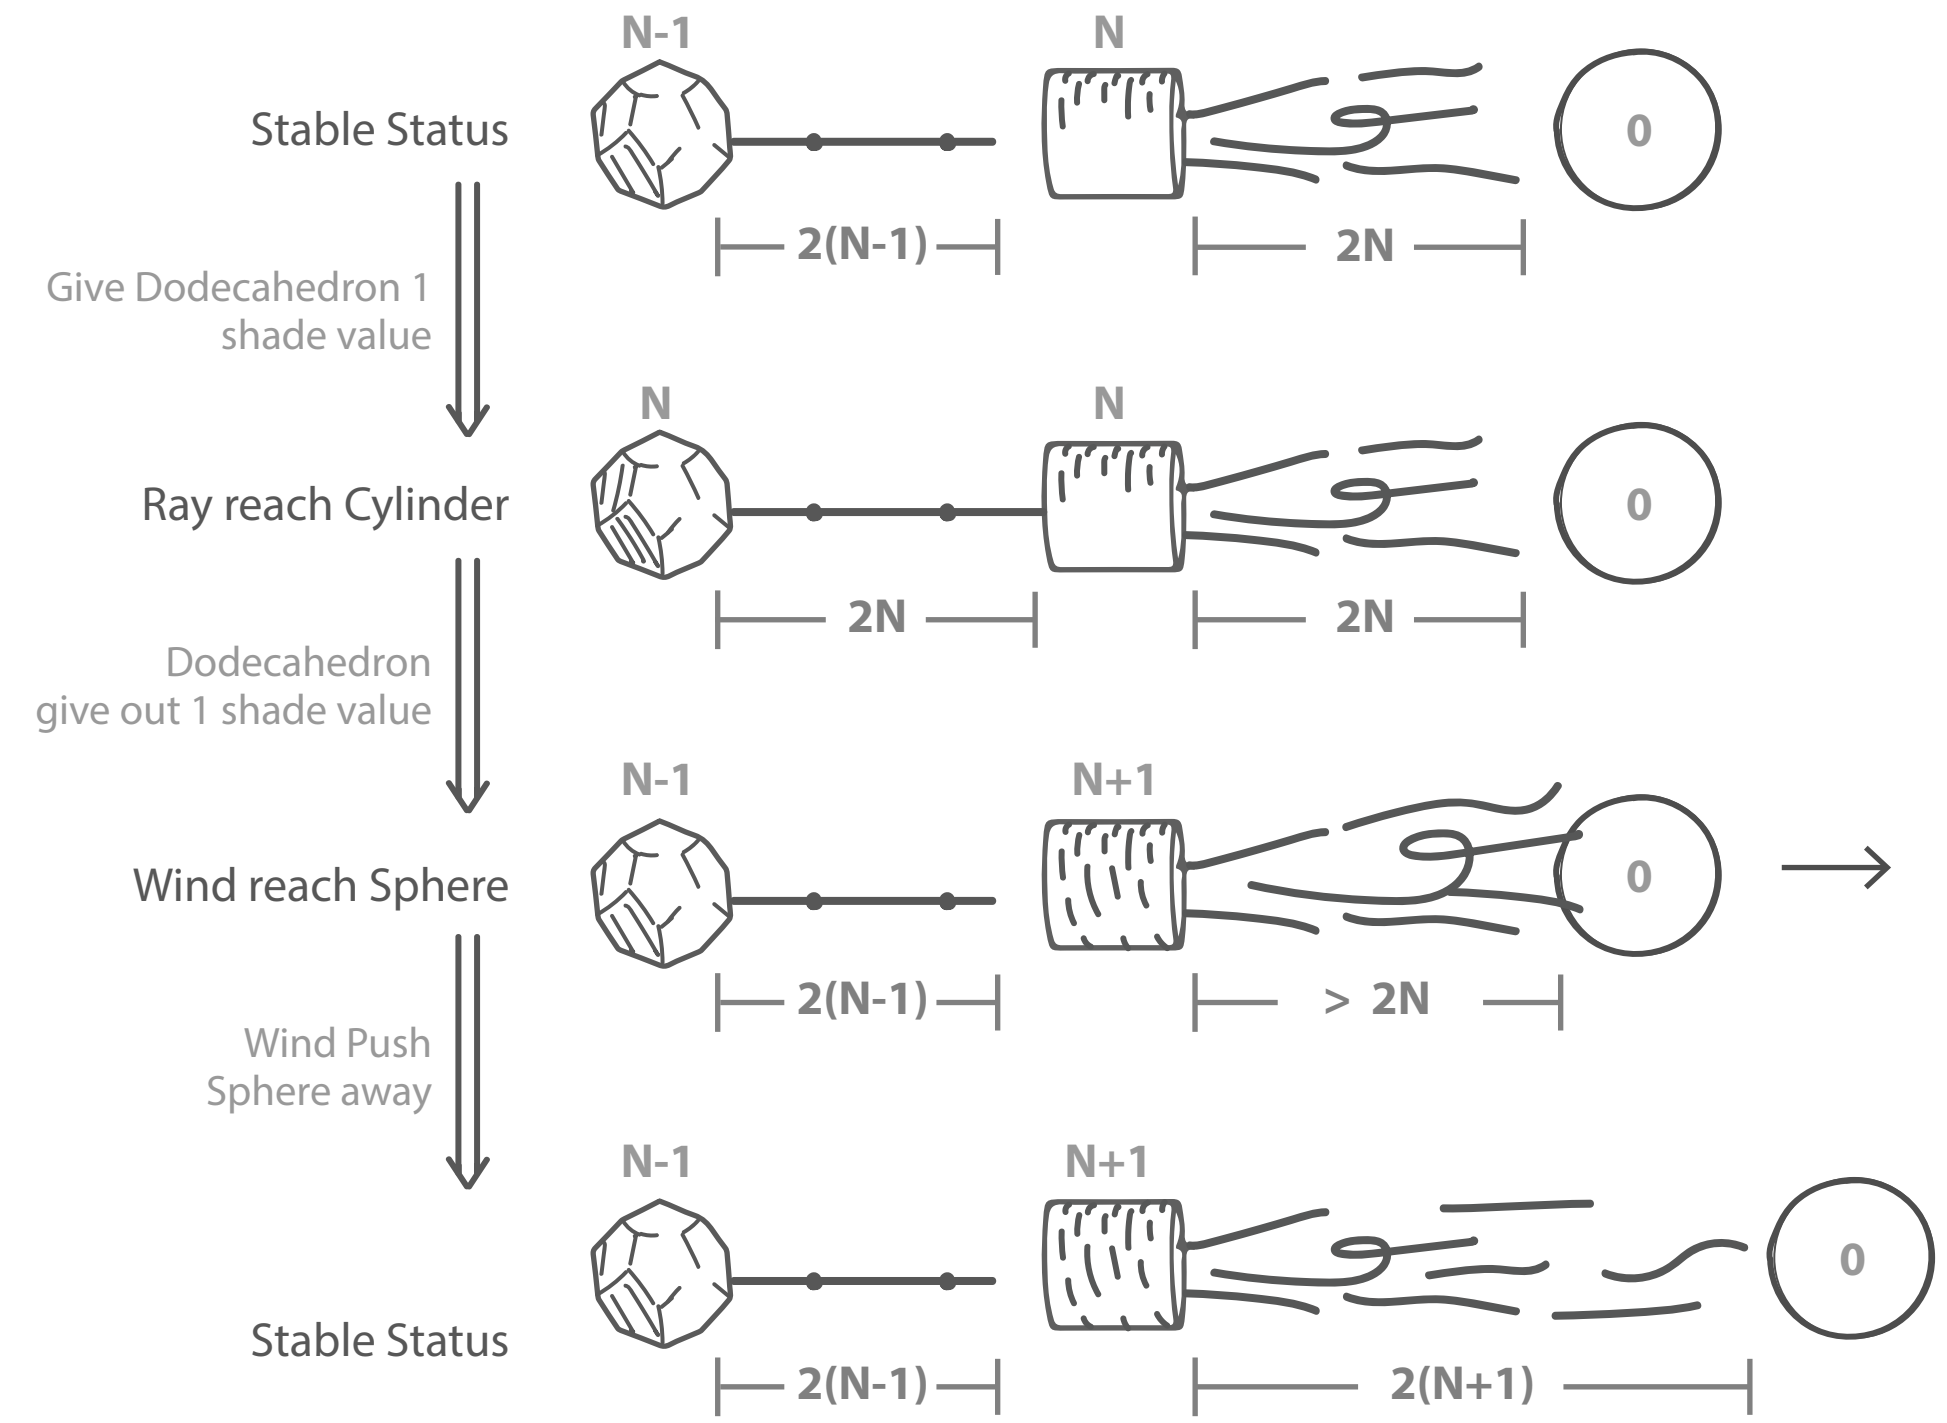 N-1
N
Stable Status
0
2(N-1)
2N
Give Dodecahedron 1
shade value
N
N
Ray reach Cylinder
0
2N
2N
Dodecahedron
give out 1 shade value
N-1
N+1
Wind reach Sphere
0
2(N-1)
> 2N
Wind Push
Sphere away
N-1
N+1
0
Stable Status
2(N-1)
2(N+1)